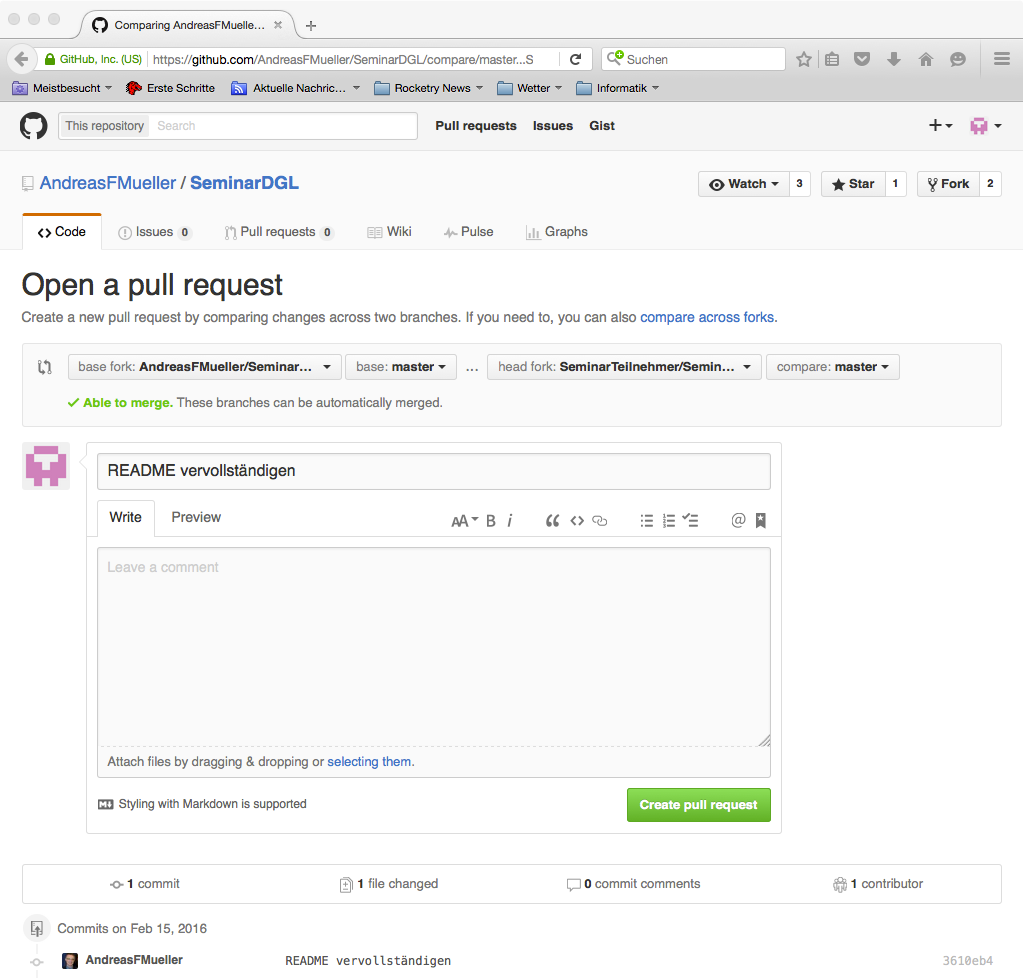 Comparing AndreasFMuelle...
GitHub, Inc. (US) https://github.com/AndreasFMueller/SeminarDGL/compare/master...S Suchen
Meistbesucht Erste Schritte Aktuelle Nachric... Rocketry News Wetter Informatik
This repository Search Pull requests Issues Gist
AndreasFMueller / SeminarDGL Watch 3 Star 1 Fork 2
Code Issues 0 Pull requests 0 Wiki Pulse Graphs
Open a pull request
Create a new pull request by comparing changes across two branches. If you need to, you can also compare across forks.
base fork: AndreasFMueller/Seminar... base: master ... head fork: SeminarTeilnehmer/Semin... compare: master
Able to merge. These branches can be automatically merged.
README vervollständigen
Write Preview AA B i “ <> @
Leave a comment
Attach files by dragging & dropping or selecting them.
Styling with Markdown is supported Create pull request
1 commit 1 file changed 0 commit comments 1 contributor
Commits on Feb 15, 2016
AndreasFMueller README vervollständigen 3610eb4